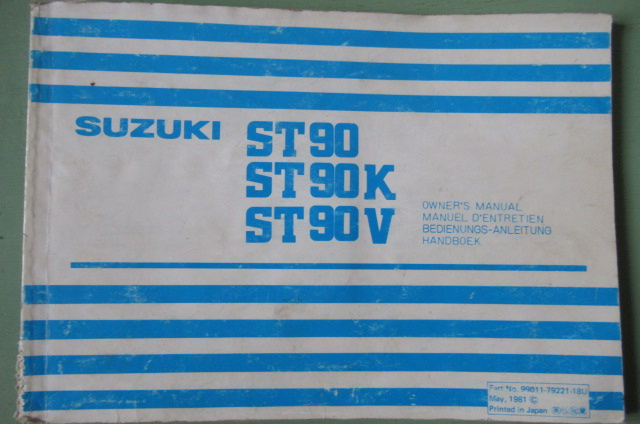 SUZUKI ST90
ST90K
ST90V
OWNER'S MANUAL
MANUEL D'ENTRETIEN
BEDIENUNGS-ANLEITUNG
HANDBOEK
Part No. 99011-79221-18U
May, 1981 ©
Printed in Japan